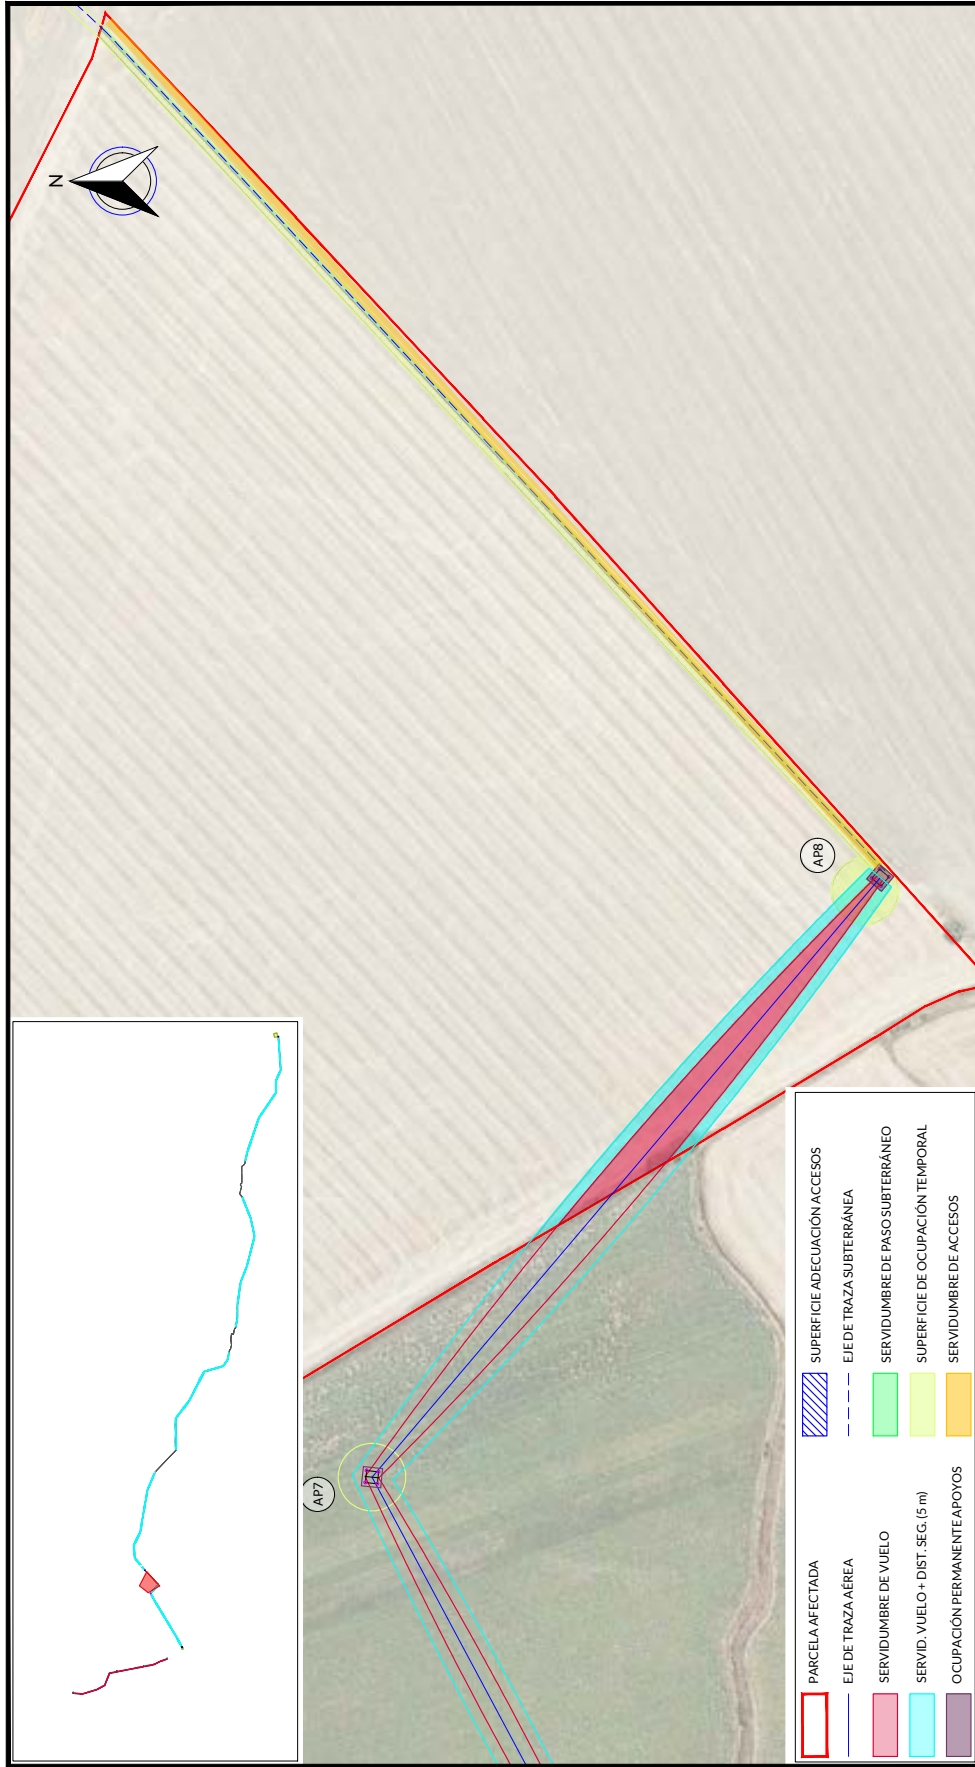 N
AP8
AP7
PARCELA AFECTADA
EJE DE TRAZA AÉREA
SERVIDUMBRE DE VUELO
SERVID. VUELO + DIST. SEG. (5 m)
OCUPACIÓN PERMANENTE APOYOS
SUPERFICIE ADECUACIÓN ACCESOS
EJE DE TRAZA SUBTERRÁNEA
SERVIDUMBRE DE PASO SUBTERRÁNEO
SUPERFICIE DE OCUPACIÓN TEMPORAL
SERVIDUMBRE DE ACCESOS